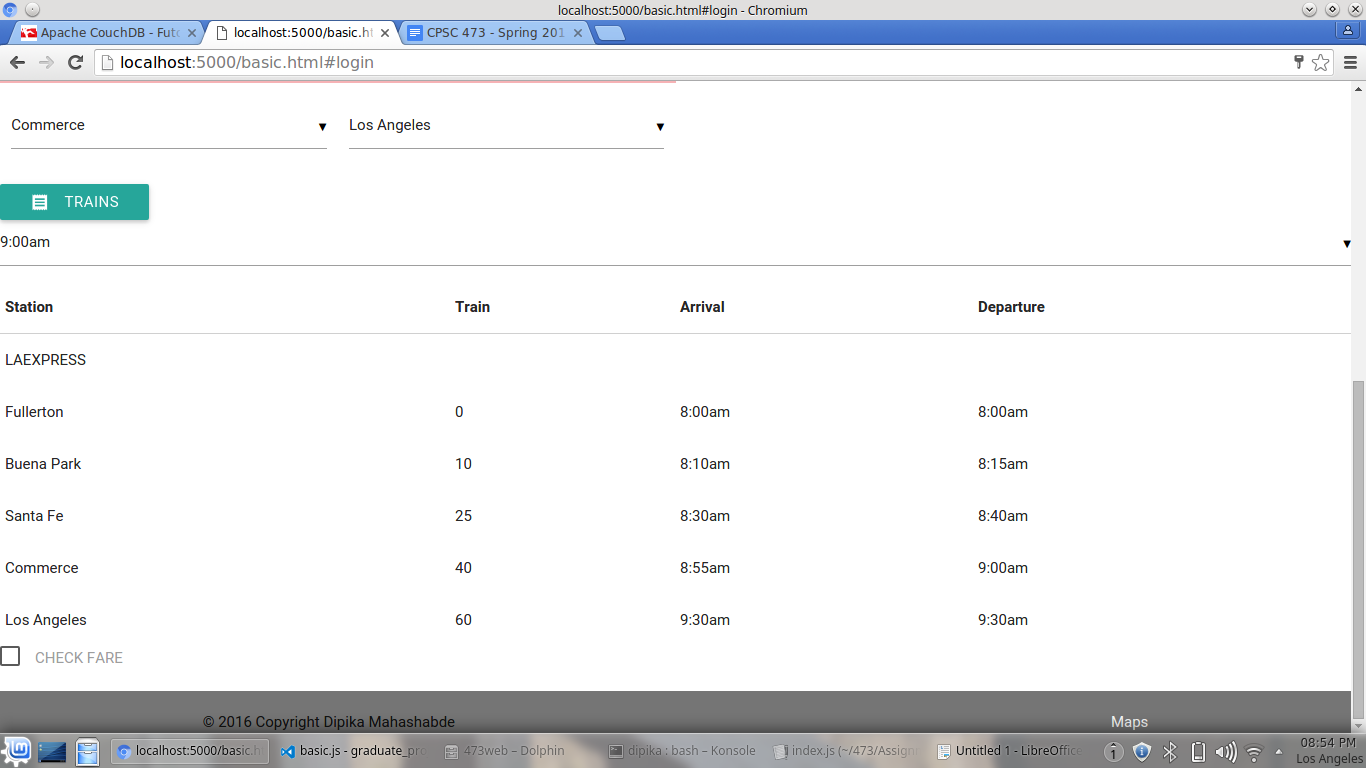 localhost:5000/basic.html#login - Chromium
Apache CouchDB - Futo
localhost:5000/basic.ht
CPSC 473 - Spring 201
localhost:5000/basic.html#login
Commerce Los Angeles
TRAINS
9:00am
Station Train Arrival Departure
LAEXPRESS
Fullerton 0 8:00am 8:00am
Buena Park 10 8:10am 8:15am
Santa Fe 25 8:30am 8:40am
Commerce 40 8:55am 9:00am
Los Angeles 60 9:30am 9:30am
CHECK FARE
© 2016 Copyright Dipika Mahashabde Maps
localhost:5000/basic.h
basic.js - graduate_pro
473web – Dolphin
dipika : bash – Konsole
index.js (~/473/Assign
Untitled 1 - LibreOffice
1
08:54 PM
Los Angeles